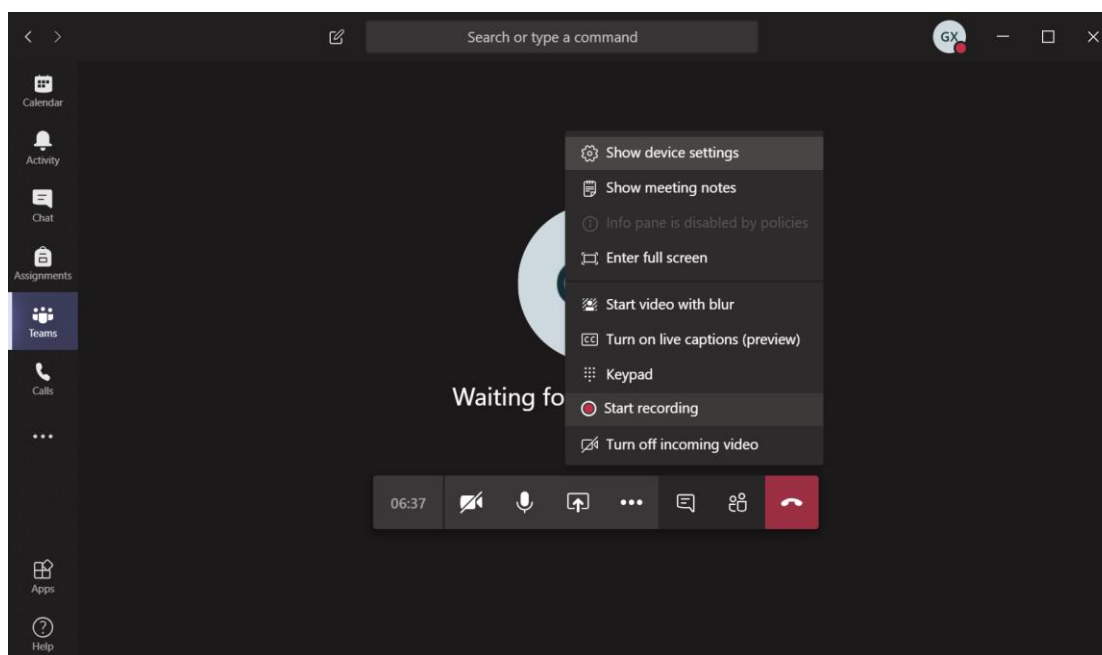 Search or type a command
GX
Calendar
Activity
Chat
Assignments
Teams
Calls
Apps
Help
Show device settings
Show meeting notes
Info pane is disabled by policies
Enter full screen
Start video with blur
CC Turn on live captions (preview)
Keypad
Start recording
Turn off incoming video
Waiting fo
06:37